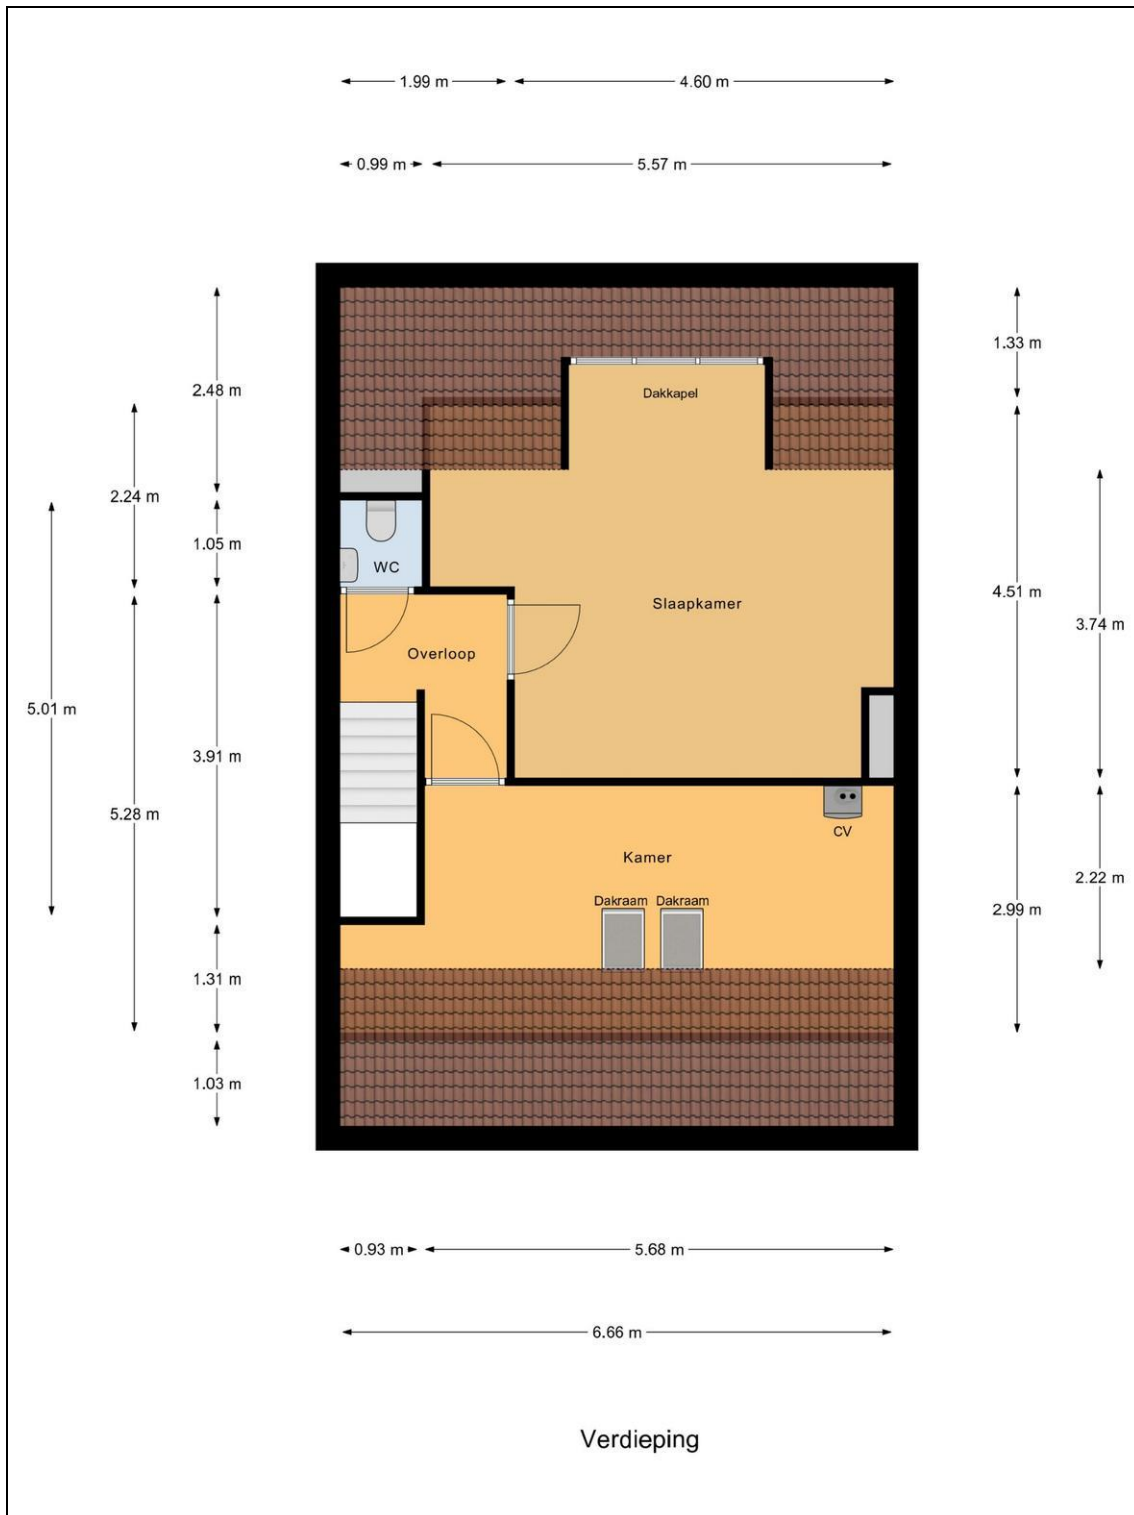 1.99 m
4.60 m
0.99 m
5.57 m
1.33 m
2.48 m
Dakkapel
2.24 m
1.05 m
WC
4.51 m
Slaapkamer
3.74 m
Overloop
5.01 m
3.91 m
5.28 m
CV
Kamer
2.22 m
Dakraam Dakraam
2.99 m
1.31 m
1.03 m
0.93 m
5.68 m
6.66 m
Verdieping